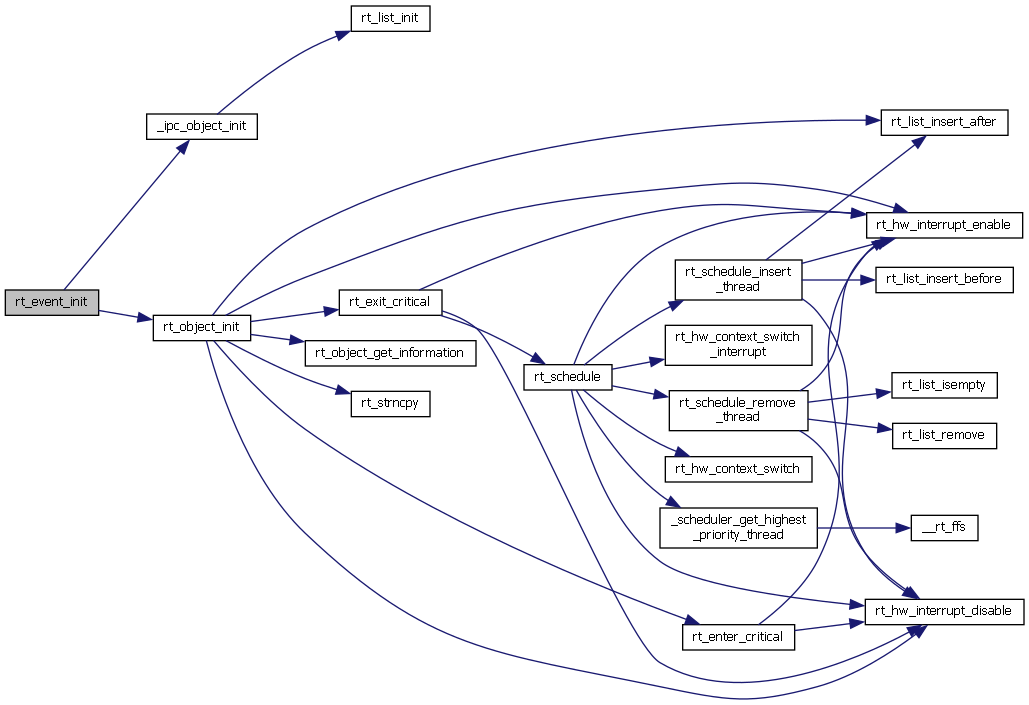 rt_list_init
_ipc_object_init
rt_list_insert_after
rt_hw_interrupt_enable
rt_schedule_insert
_thread
rt_list_insert_before
rt_event_init
rt_exit_critical
rt_object_init
rt_object_get_information
rt_hw_context_switch
_interrupt
rt_schedule
rt_list_isempty
rt_strncpy
rt_schedule_remove
_thread
rt_list_remove
rt_hw_context_switch
_scheduler_get_highest
_priority_thread
__rt_ffs
rt_hw_interrupt_disable
rt_enter_critical